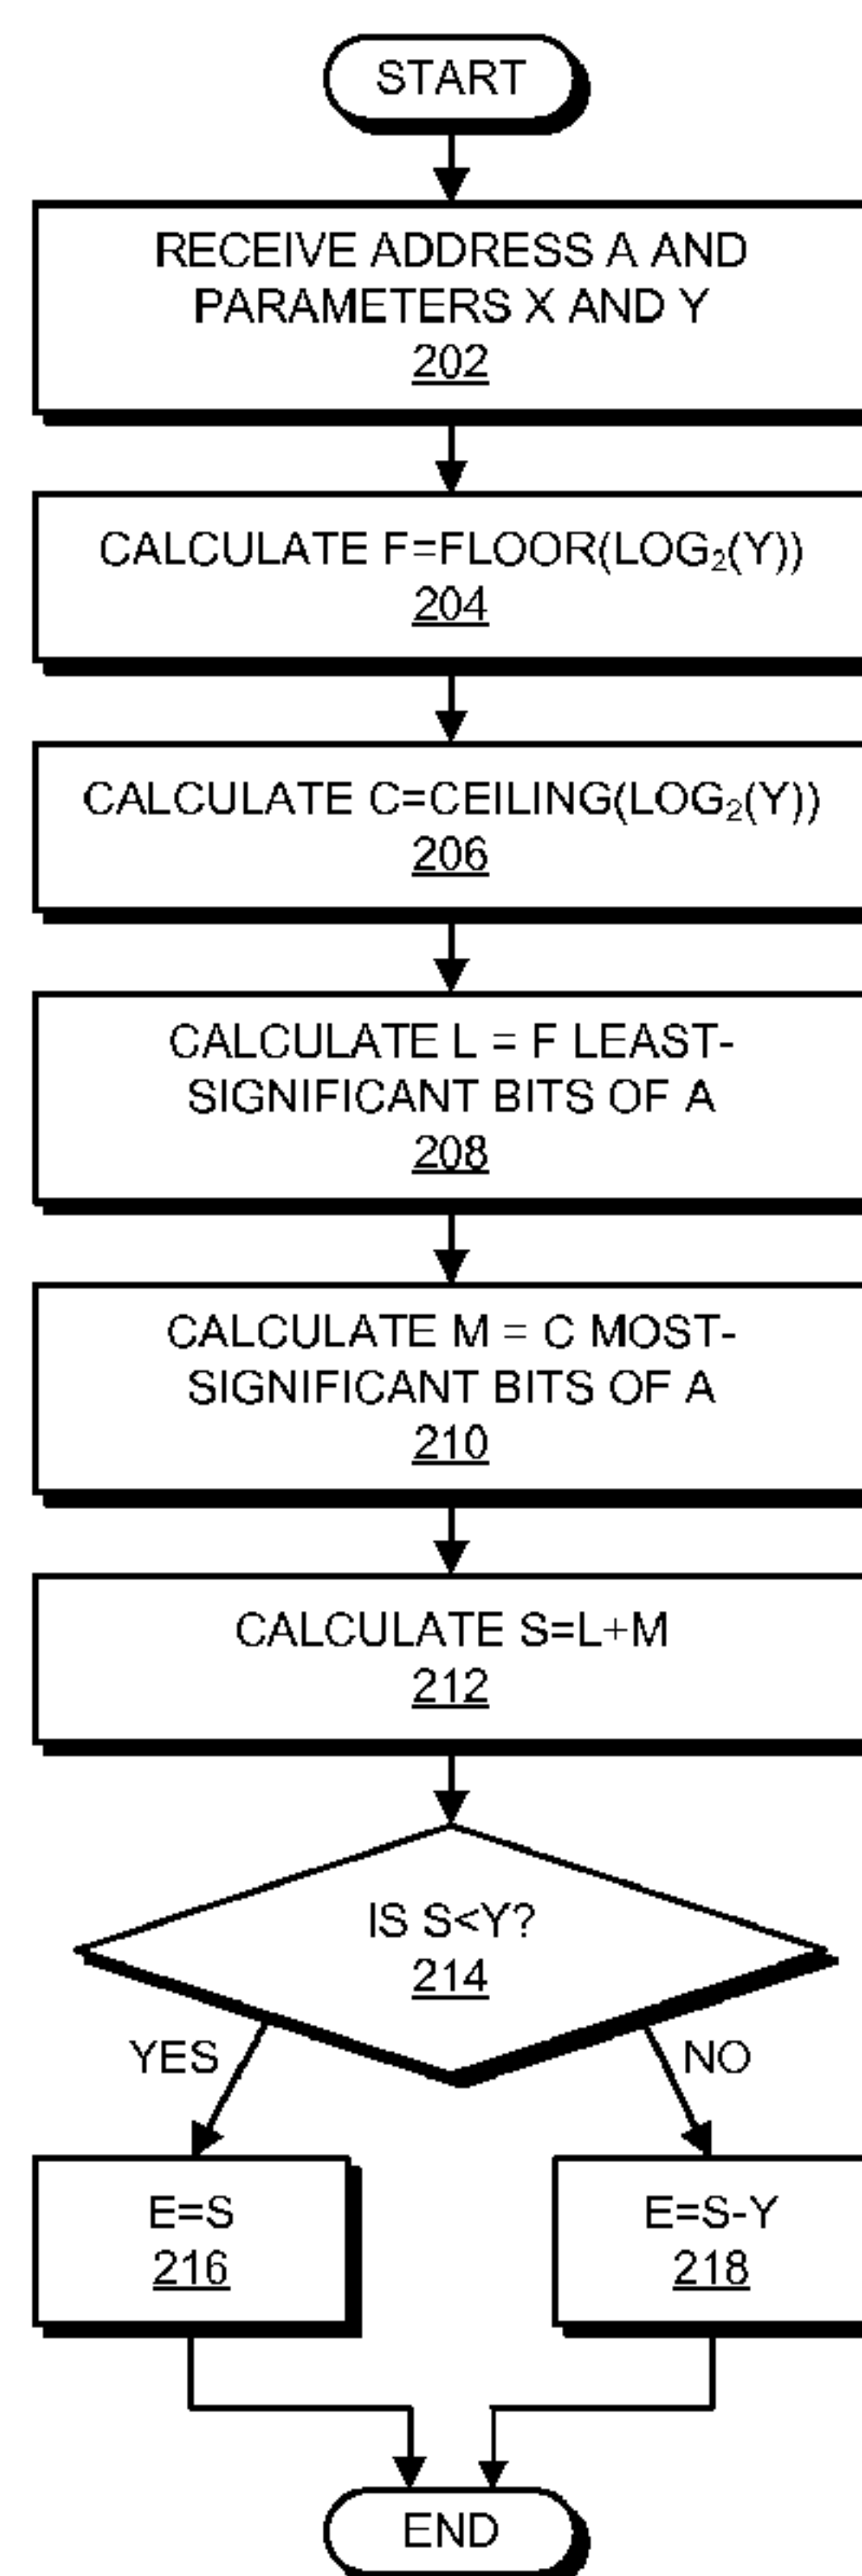 START
RECEIVE ADDRESS A AND
PARAMETERS X AND Y
202
CALCULATE F=FLOOR(LOG₂(Y))
204
CALCULATE C=CEILING(LOG₂(Y))
206
CALCULATE L = F LEAST-
SIGNIFICANT BITS OF A
208
CALCULATE M = C MOST-
SIGNIFICANT BITS OF A
210
CALCULATE S=L+M
212
IS S<Y?
214
YES
NO
E=S
216
E=S-Y
218
END